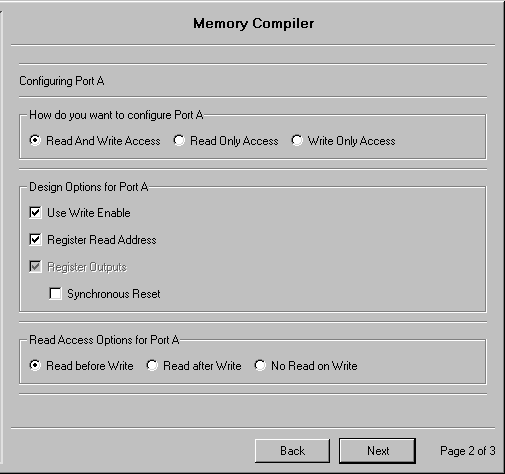 Memory Compiler
Configuring Port A
How do you want to configure Port A
Read And Write Access Read Only Access Write Only Access
Design Options for Port A
Use Write Enable
Register Read Address
Register Outputs
Synchronous Reset
Read Access Options for Port A
Read before Write Read after Write No Read on Write
Back Next Page 2 of 3